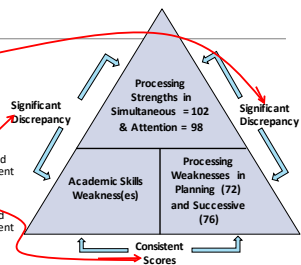 Processing
Strengths in
Simultaneous = 102
& Attention = 98
Significant
Discrepancy
Significant
Discrepancy
Academic Skills
Weakness(es)
Processing
Weaknesses in
Planning (72)
and Successive
(76)
Consistent
Scores